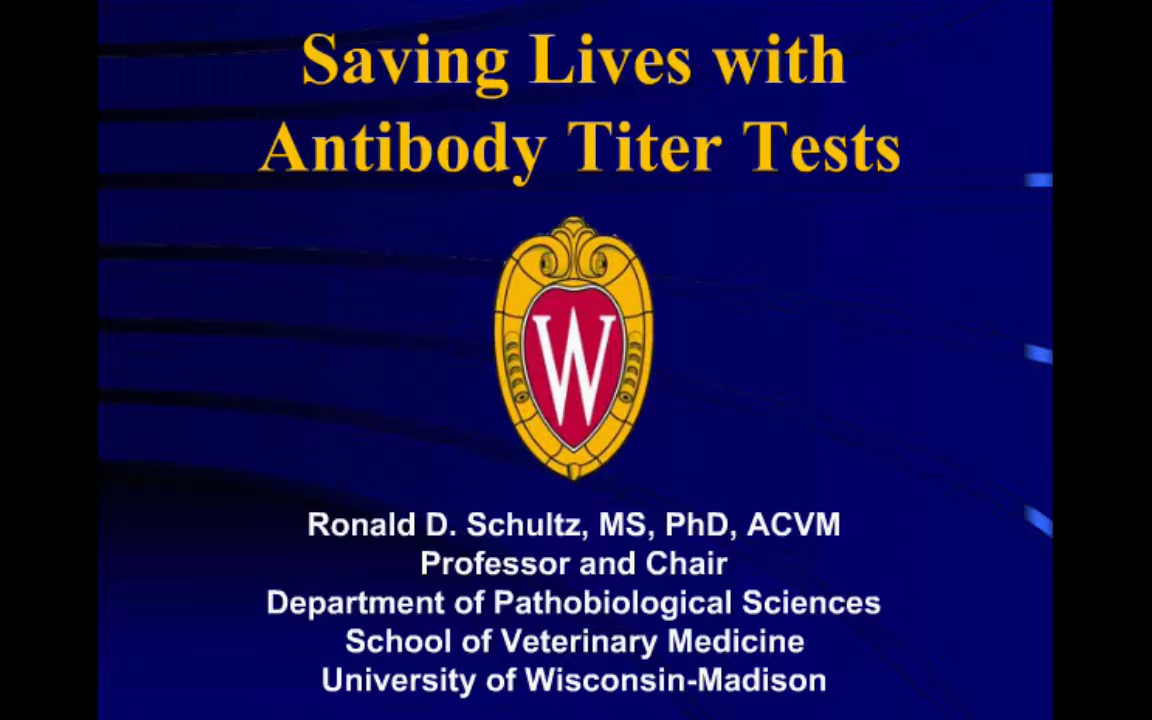 Saving Lives with
Antibody Titer Tests
W
Ronald D. Schultz, MS, PhD, ACVM
Professor and Chair
Department of Pathobiological Sciences
School of Veterinary Medicine
University of Wisconsin-Madison